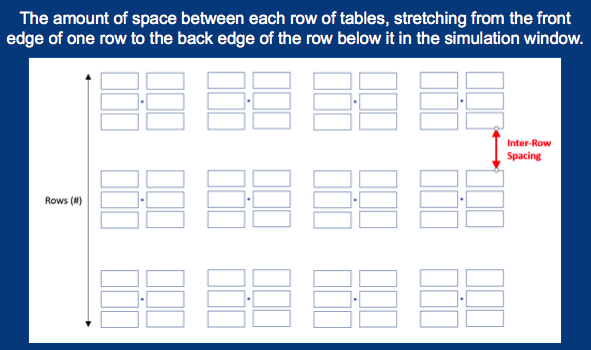 The amount of space between each row of tables, stretching from the front
edge of one row to the back edge of the row below it in the simulation window.
Inter-Row
Spacing
Rows (#)